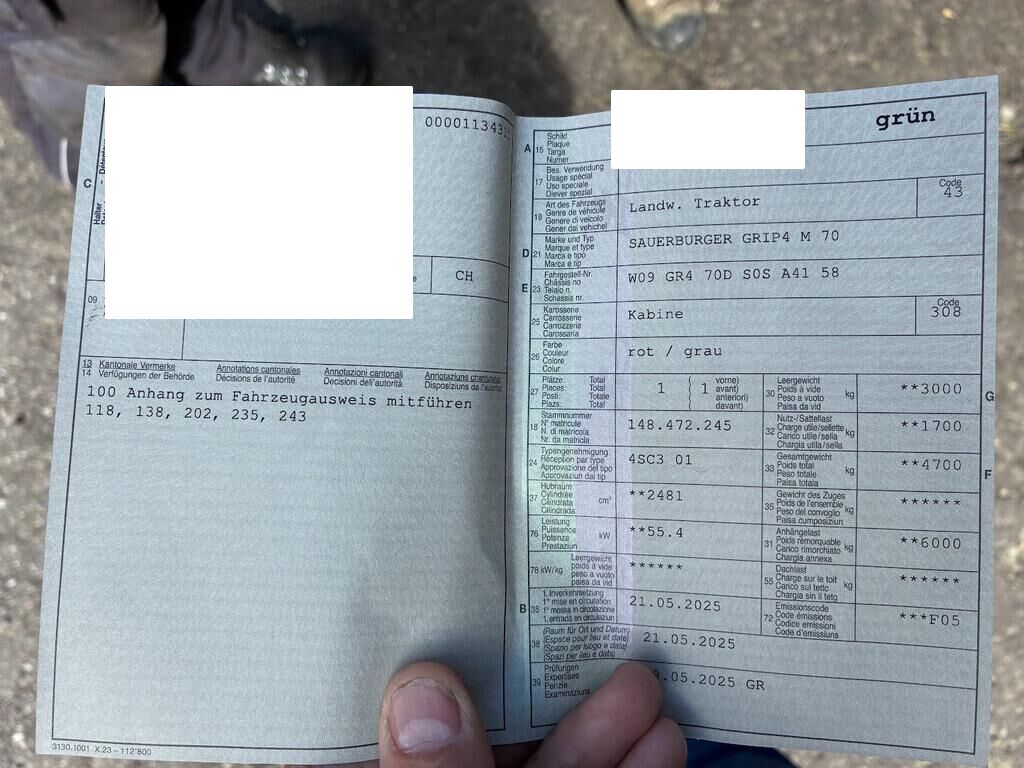 0000113431
CH
09
13 Kantonale Vermerke Annotations cantonales Annotazioni cantonali Annotaziuns chantunalas
14 Verfügungen der Behörde Décisions de l'autorité Decisioni dell'autorità Disposiziuns da l'autoritad
100 Anhang zum Fahrzeugausweis mitführen
118, 138, 202, 235, 243
3130.1001 X.23 – 112'800
C
Halter
grün
A 15 Schild
Plaque
Targa
Numer
17 Bes. Verwendung
Usage spécial
Uso speciale
Diever spezial
19 Art des Fahrzeugs
Genre de véhicule
Genere di veicolo
Gener dal vehichel
Landw. Traktor
Code
43
D 21 Marke und Typ
Marque et type
Marca e tipo
Marca e tip
SAUERBURGER GRIP4 M 70
E 23 Fahrgestell-Nr.
Châssis no
Telaio n.
Schassis nr.
W09 GR4 70D S0S A41 58
25 Karosserie
Carrosserie
Carrozzeria
Carossaria
Kabine
Code
308
26 Farbe
Couleur
Colore
Colur
rot / grau
27 Plätze Total
Places: Total
Posti: Totale
Plazs: Total
1 ( 1 vorne)
avant)
anteriori)
davant)
30 Leergewicht
Poids à vide
Peso a vuoto
Paisa da vid
kg
**3000
G
18 Stammnummer
N° matricule
N. di matricola
Nr. da matricla
148.472.245
32 Nutz-/Sattellast
Charge utile/sellette
Carico utile/sella
Chargia utila/sella
kg
**1700
24 Typengenehmigung
Réception par type
Approvazione del tipo
Approvaziun dal tip
4SC3 01
33 Gesamtgewicht
Poids total
Peso totale
Paisa totala
kg
**4700
F
37 Hubraum
Cylindrée
Cilindrata
Cilindrada
cm³
**2481
35 Gewicht des Zuges
Poids de l'ensemble
Peso del convoglio
Paisa cumposiziun
kg
******
76 Leistung
Puissance
Potenza
Prestaziun
kW
**55.4
31 Anhängelast
Poids remorquable
Carico rimorchiato
Chargia annexa
kg
**6000
78 kW/kg Leergewicht
poids à vide
peso a vuoto
paisa da vid
******
55 Dachlast
Charge sur le toit
Carico sul tetto
Chargia sin il tetg
kg
******
B 36 1. Inverkehrsetzung
1re mise en circulation
1a messa in circolazione
1. entrada en circulaziun
21.05.2025
72 Emissionscode
Code émissions
Codice emissioni
Code d'emissiuns
***F05
38 (Raum für Ort und Datum)
(Espace pour lieu et date)
(Spazio per luogo e data)
(Spazi per lieu e data)
21.05.2025
39 Prüfungen
Expertises
Perizie
Examinaziuns
.05.2025 GR